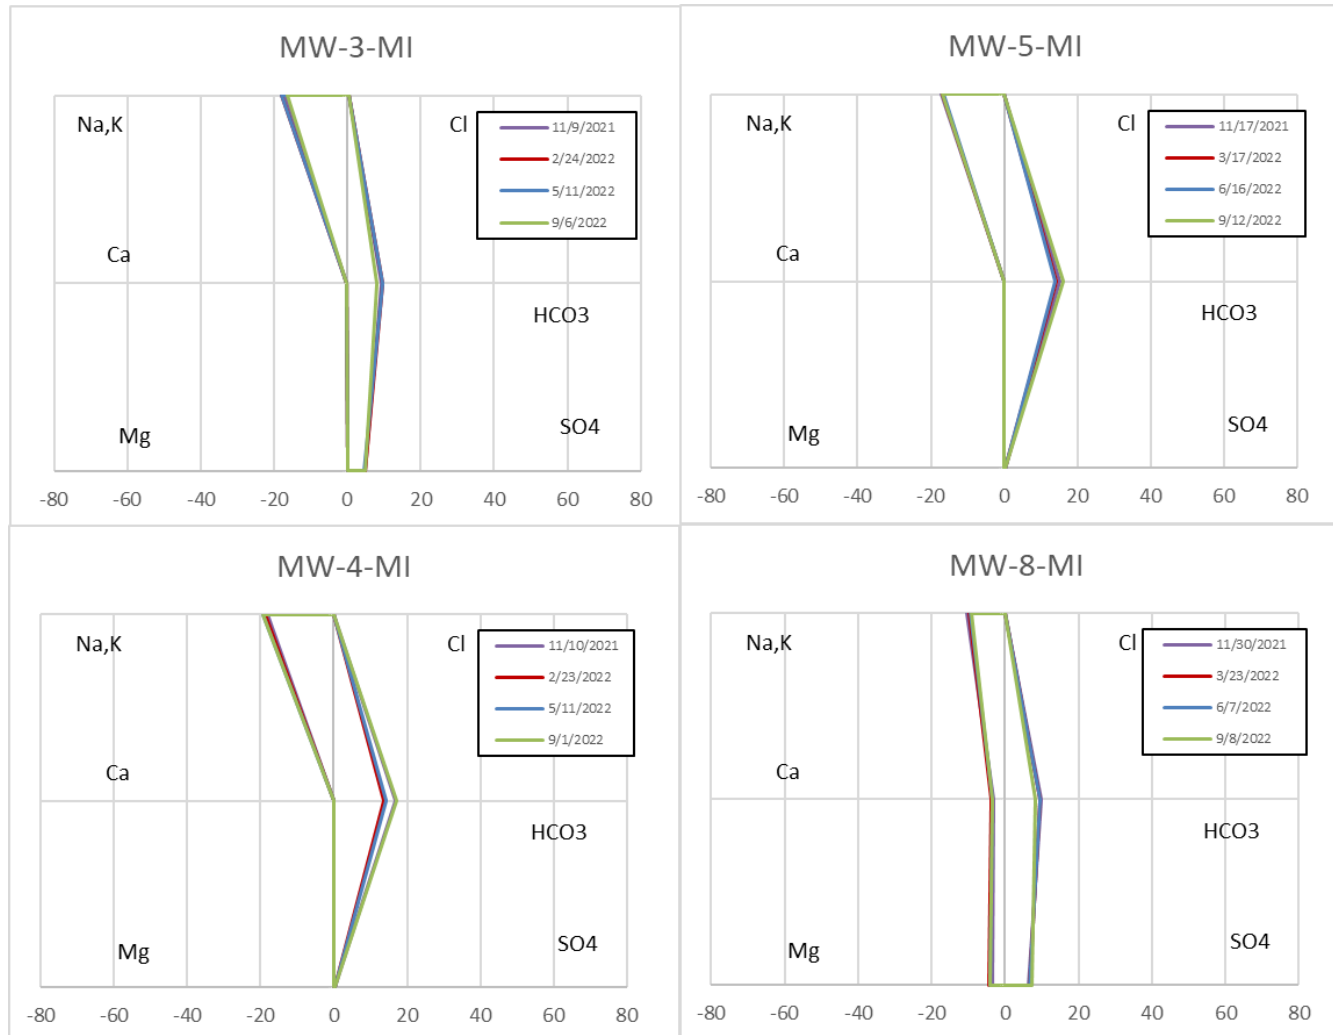 MW-3-MI
Na,K
Cl
11/9/2021
2/24/2022
5/11/2022
9/6/2022
Ca
HCO3
Mg
SO4
-80 -60 -40 -20 0 20 40 60 80
MW-5-MI
Na,K
Cl
11/17/2021
3/17/2022
6/16/2022
9/12/2022
Ca
HCO3
Mg
SO4
-80 -60 -40 -20 0 20 40 60 80
MW-4-MI
Na,K
Cl
11/10/2021
2/23/2022
5/11/2022
9/1/2022
Ca
HCO3
Mg
SO4
-80 -60 -40 -20 0 20 40 60 80
MW-8-MI
Na,K
Cl
11/30/2021
3/23/2022
6/7/2022
9/8/2022
Ca
HCO3
Mg
SO4
-80 -60 -40 -20 0 20 40 60 80